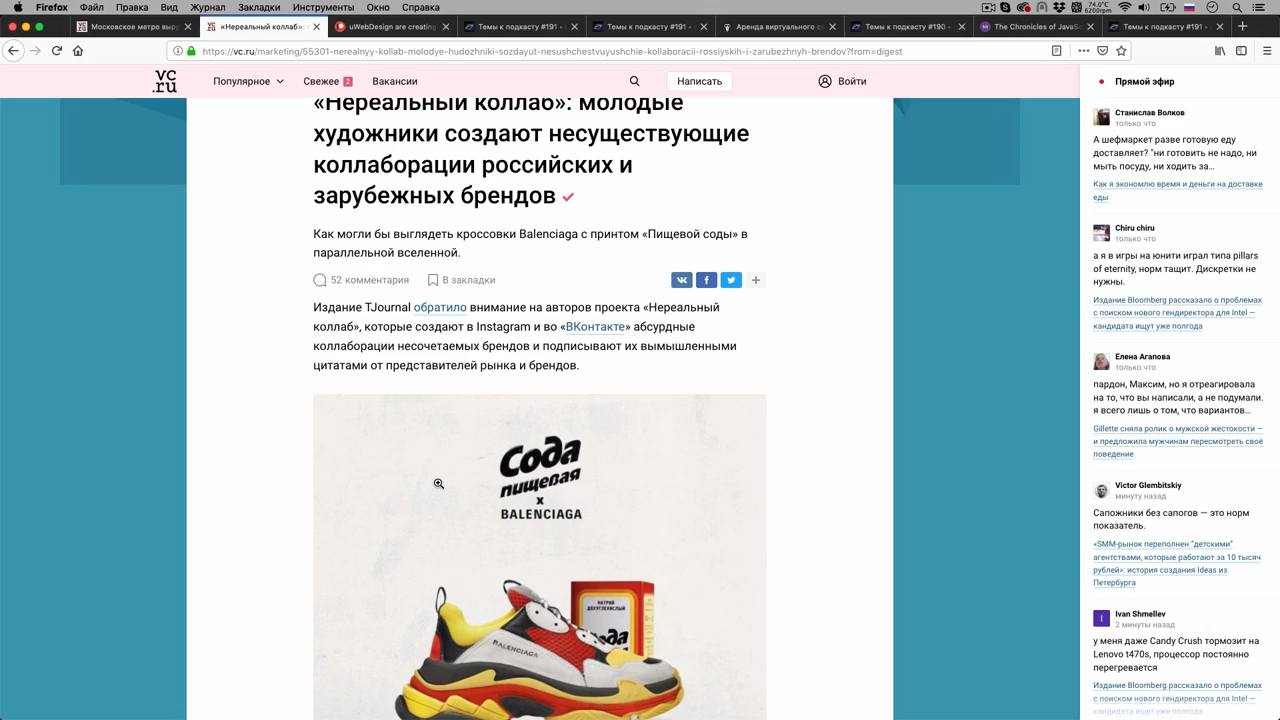 Firefox Файл Правка Вид Журнал Закладки Инструменты Окно Справка
74.0°C
6200rpm
Московское метро выру
«Нереальный коллаб»:
uWebDesign are creating
Темы к подкасту #191 -
Темы к подкасту #191 -
Аренда виртуального се
Темы к подкасту #190 -
The Chronicles of JavaSc
Темы к подкасту #191 -
https://vc.ru/marketing/55301-nerealnyy-kollab-molodye-hudozhniki-sozdayut-nesushchestvuyushchie-kollaboracii-rossiyskih-i-zarubezhnyh-brendov?from=digest
vc
.ru
Популярное
Свежее 2
Вакансии
Написать
Войти
«Нереальный коллаб»: молодые
художники создают несуществующие
коллаборации российских и
зарубежных брендов
Как могли бы выглядеть кроссовки Balenciaga с принтом «Пищевой соды» в
параллельной вселенной.
52 комментария
В закладки
Издание TJournal обратило внимание на авторов проекта «Нереальный
коллаб», которые создают в Instagram и во «ВКонтакте» абсурдные
коллаборации несочетаемых брендов и подписывают их вымышленными
цитатами от представителей рынка и брендов.
Сода
пищевая
x
BALENCIAGA
НАТРИЙ
ДВУУГЛЕКИСЛЫЙ
BALENCIAGA
Прямой эфир
Станислав Волков
только что
А шефмаркет разве готовую еду
доставляет? "ни готовить не надо, ни
мыть посуду, ни ходить за...
Как я экономлю время и деньги на доставке
еды
Chiru chiru
только что
а я в игры на юнити играл типа pillars
of eternity, норм тащит. Дискретки не
нужны.
Издание Bloomberg рассказало о проблемах
с поиском нового гендиректора для Intel —
кандидата ищут уже полгода
Елена Агапова
только что
пардон, Максим, но я отреагировала
на то, что вы написали, а не подумали.
я всего лишь о том, что вариантов...
Gillette сняла ролик о мужской жестокости —
и предложила мужчинам пересмотреть своё
поведение
Victor Glembitskiy
минуту назад
Сапожники без сапогов — это норм
показатель.
«SMM-рынок переполнен "детскими"
агентствами, которые работают за 10 тысяч
рублей»: история создания Ideas из
Петербурга
I
Ivan Shmellev
2 минуты назад
у меня даже Candy Crush тормозит на
Lenovo t470s, процессор постоянно
перегревается
Издание Bloomberg рассказало о проблемах
с поиском нового гендиректора для Intel —
кандидата ищут уже полгода